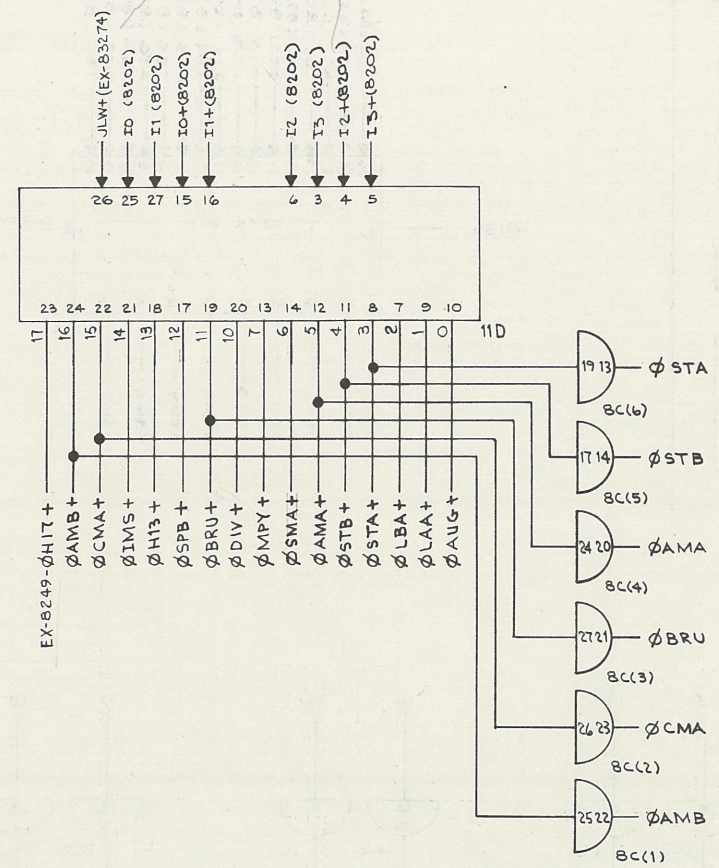 JLW+(EX-83274)
I0 (8202)
I1 (8202)
I0+(8202)
I1+(8202)
I2 (8202)
I3 (8202)
I2+(8202)
I3+(8202)
26 25 27 15 16 6 3 4 5
23 24 22 21 18 17 19 20 13 14 12 11 8 7 9 10
17 16 15 14 13 12 11 10 7 6 5 4 3 2 1 0 11D
EX-8249-ØH17+
ØAMB+
ØCMA+
ØIMS+
ØH13+
ØSPB+
ØBRU+
ØDIV+
ØMPY+
ØSMA+
ØAMA+
ØSTB+
ØSTA+
ØLBA+
ØLAA+
ØAUG+
19 13 ØSTA
8C(6)
17 14 ØSTB
8C(5)
24 20 ØAMA
8C(4)
27 21 ØBRU
8C(3)
26 23 ØCMA
8C(2)
25 22 ØAMB
8C(1)